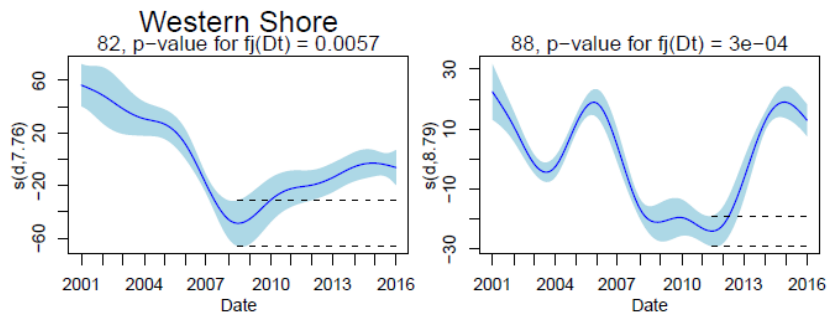 Western Shore
82, p-value for fj(Dt) = 0.0057
s(d,7.76)
60
20
-20
-60
2001 2004 2007 2010 2013 2016
Date
88, p-value for fj(Dt) = 3e-04
s(d,8.79)
30
10
-10
-30
2001 2004 2007 2010 2013 2016
Date